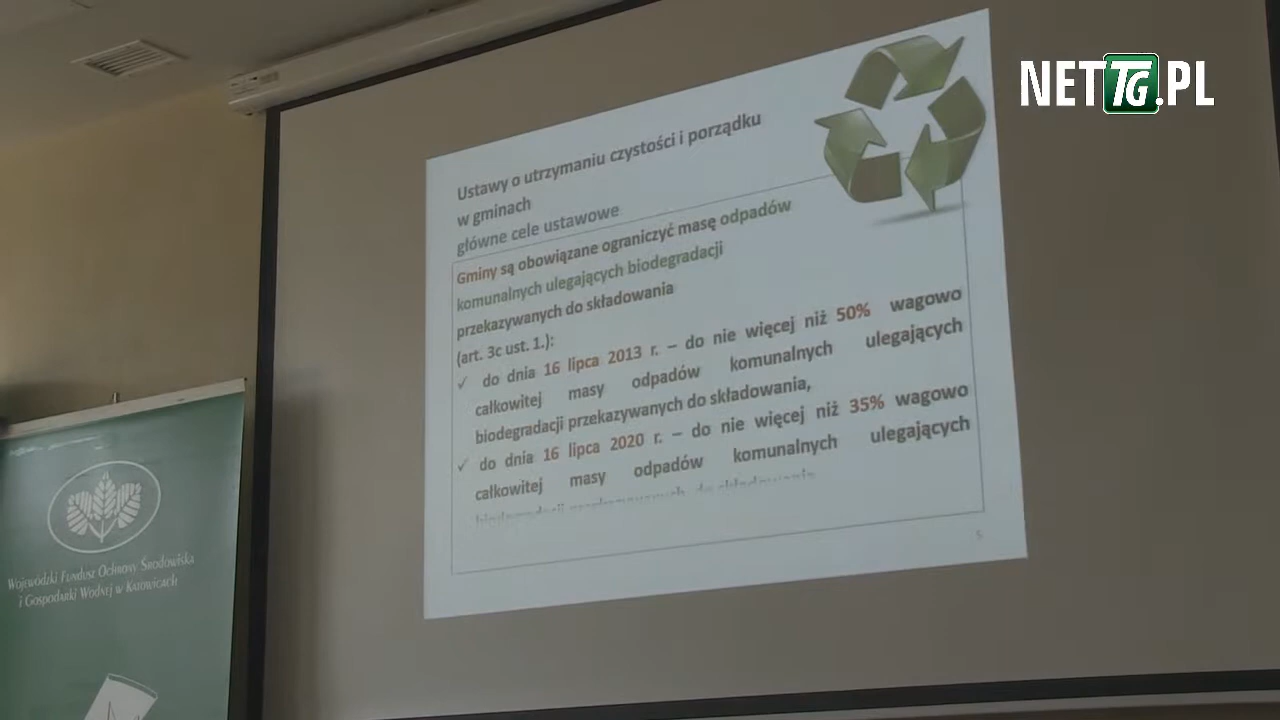 NETTG.PL
Ustawy o utrzymaniu czystości i porządku
w gminach
główne cele ustawowe
Gminy są obowiązane ograniczyć masę odpadów
komunalnych ulegających biodegradacji
przekazywanych do składowania
(art. 3c ust. 1.):
✓ do dnia 16 lipca 2013 r. – do nie więcej niż 50% wagowo
całkowitej masy odpadów komunalnych ulegających
biodegradacji przekazywanych do składowania,
✓ do dnia 16 lipca 2020 r. – do nie więcej niż 35% wagowo
całkowitej masy odpadów komunalnych ulegających
5
Wojewódzki Fundusz Ochrony Środowiska
i Gospodarki Wodnej w Katowicach